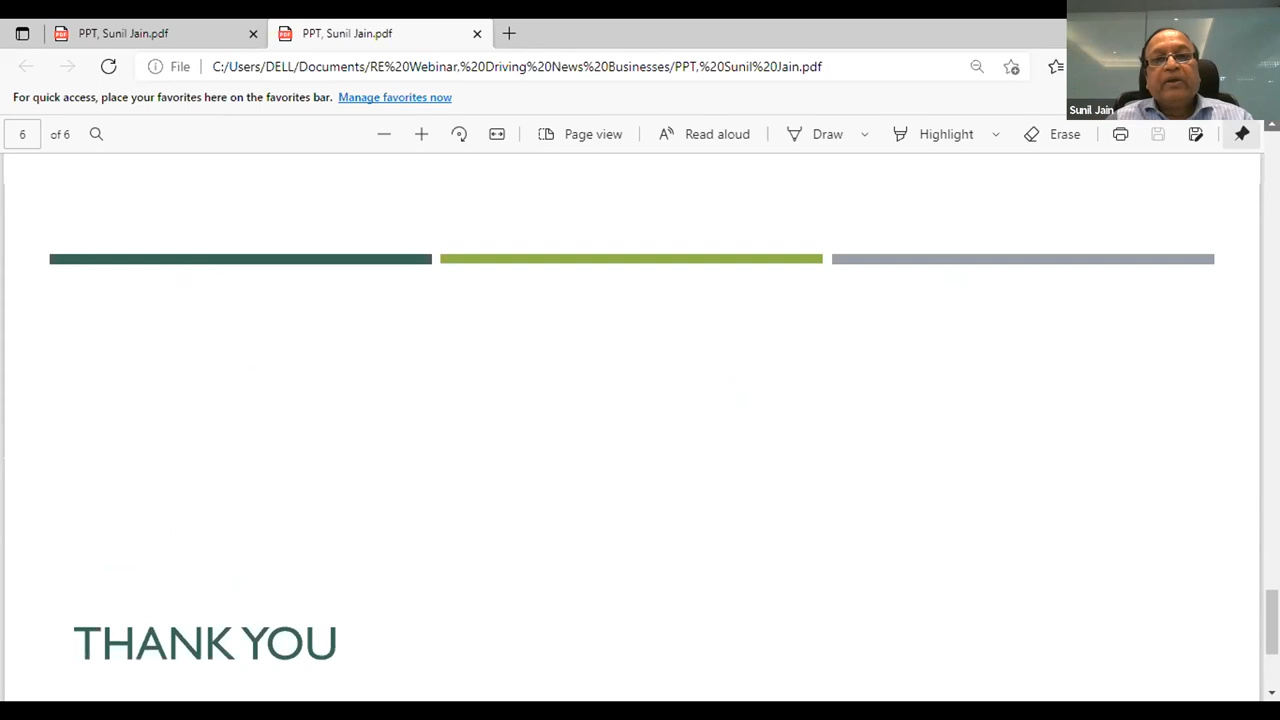 PPT, Sunil Jain.pdf
PPT, Sunil Jain.pdf
File C:/Users/DELL/Documents/RE%20Webinar.%20Driving%20News%20Businesses/PPT,%20Sunil%20Jain.pdf
Sunil Jain
For quick access, place your favorites here on the favorites bar. Manage favorites now
6 of 6 Page view Read aloud Draw Highlight Erase
THANK YOU